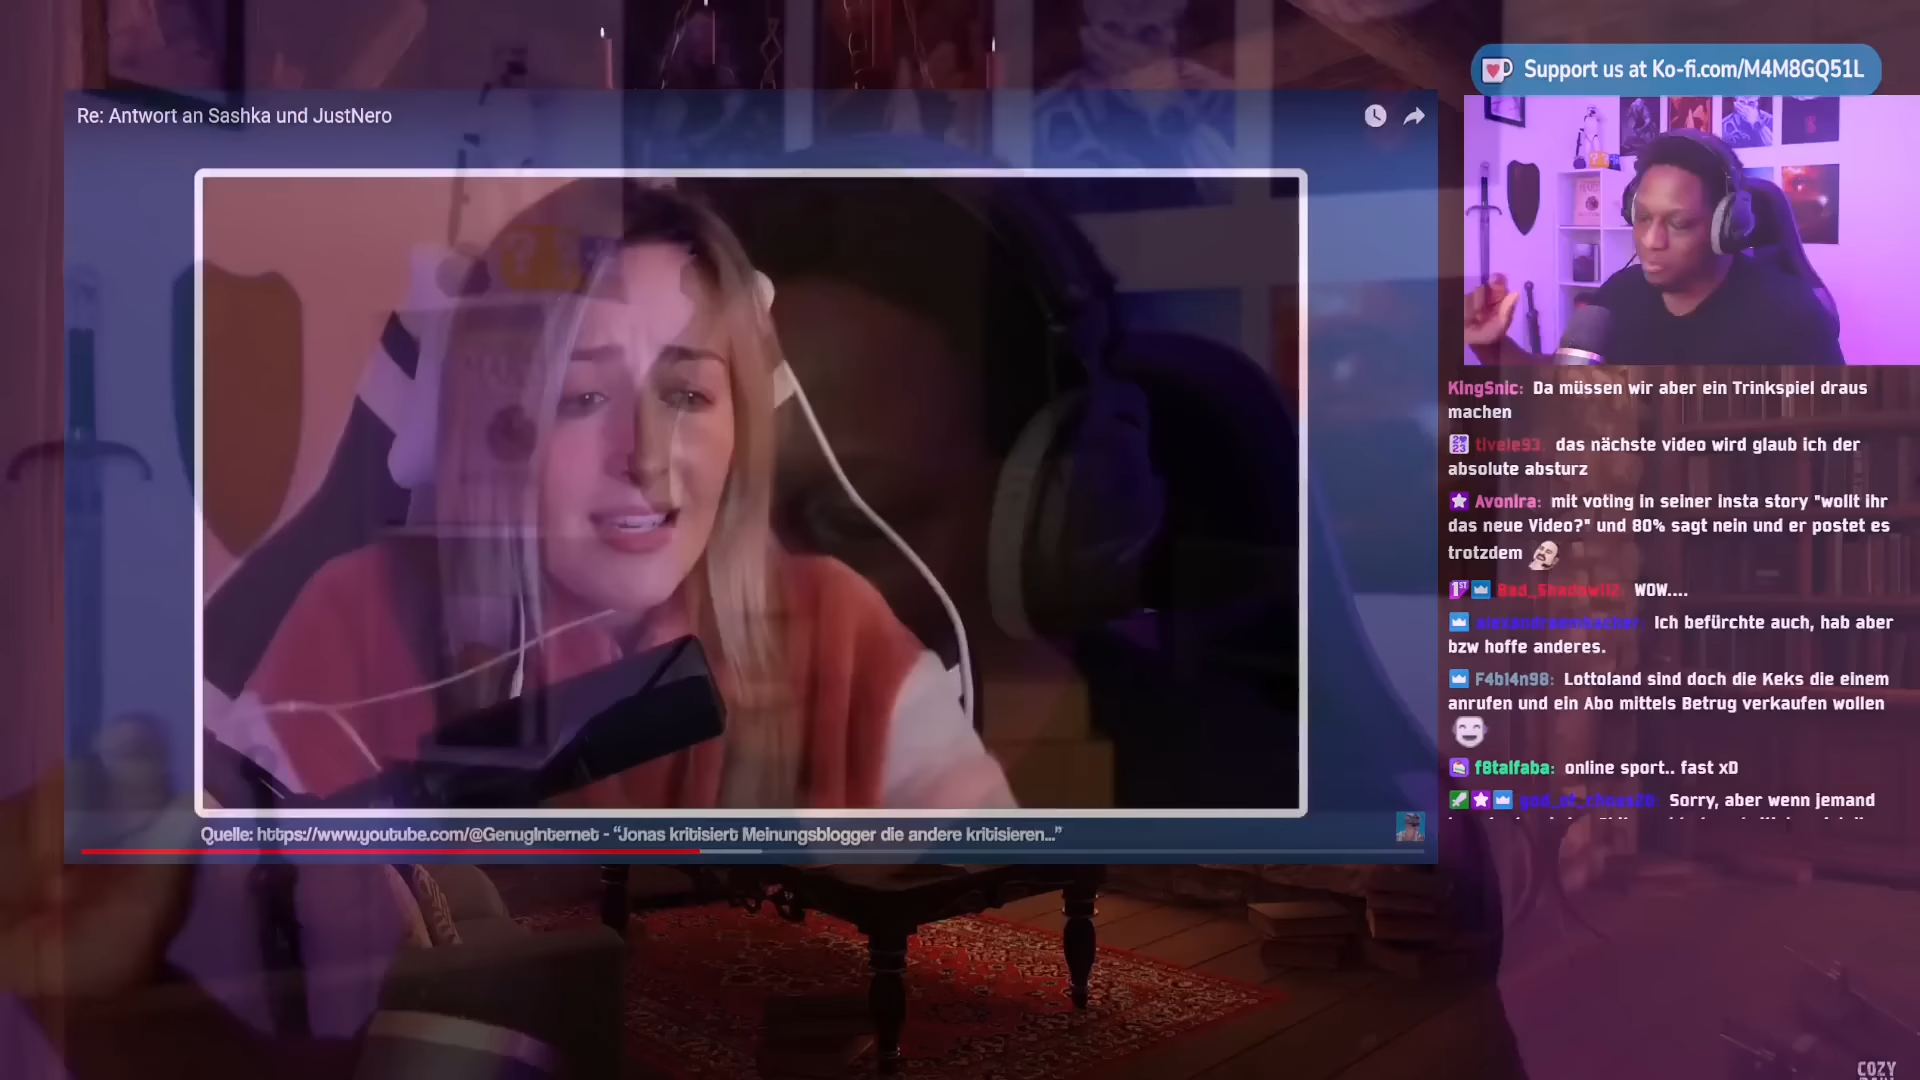 Support us at Ko-fi.com/M4M8GQ51L
Re: Antwort an Sashka und JustNero
KingSnic: Da müssen wir aber ein Trinkspiel draus
machen
das nächste video wird glaub ich der
absolute absturz
Avonira: mit voting in seiner insta story "wollt ihr
das neue Video?" und 80% sagt nein und er postet es
trotzdem
WOW....
Ich befürchte auch, hab aber
bzw hoffe anderes.
F4b14n98: Lottoland sind doch die Keks die einem
anrufen und ein Abo mittels Betrug verkaufen wollen
f8talfaba: online sport.. fast xD
Sorry, aber wenn jemand
Quelle: https://www.youtube.com/@GenugInternet - “Jonas kritisiert Meinungsblogger die andere kritisieren...”
COZY